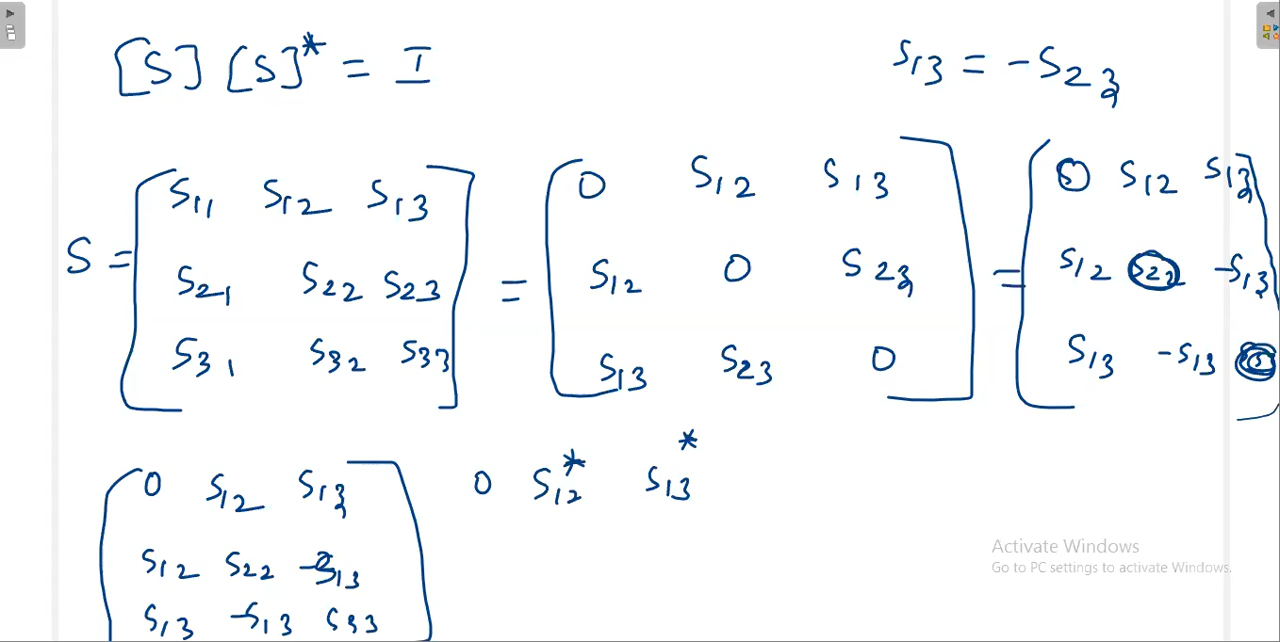 [S] [S]* = I
S13 = -S23
S = [S11 S12 S13 = [0 S12 S13 = [0 S12 S13
S21 S22 S23 S12 0 S23 S12 S22 -S13
S31 S32 S33] S13 S23 0] S13 -S13
[0 S12 S13 0 S12* S13*
S12 S22 -S13
S13 -S13 S33]
Activate Windows
Go to PC settings to activate Windows.